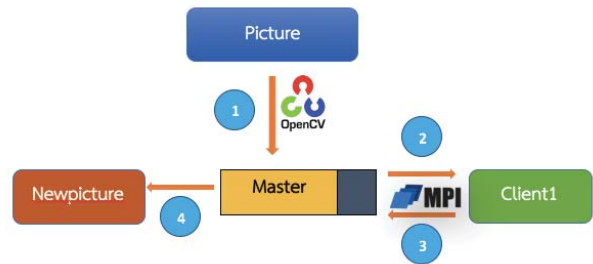 Picture
1
OpenCV
2
Newpicture
Master
MPI
Client1
4
3